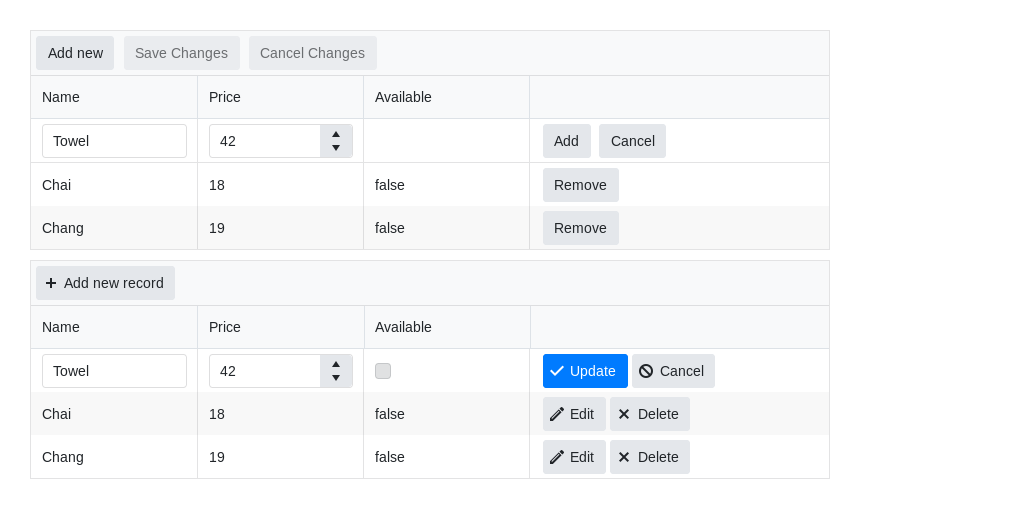 Add new Save Changes Cancel Changes
Name Price Available
Towel 42 Add Cancel
Chai 18 false Remove
Chang 19 false Remove
Add new record
Name Price Available
Towel 42 Update Cancel
Chai 18 false Edit Delete
Chang 19 false Edit Delete